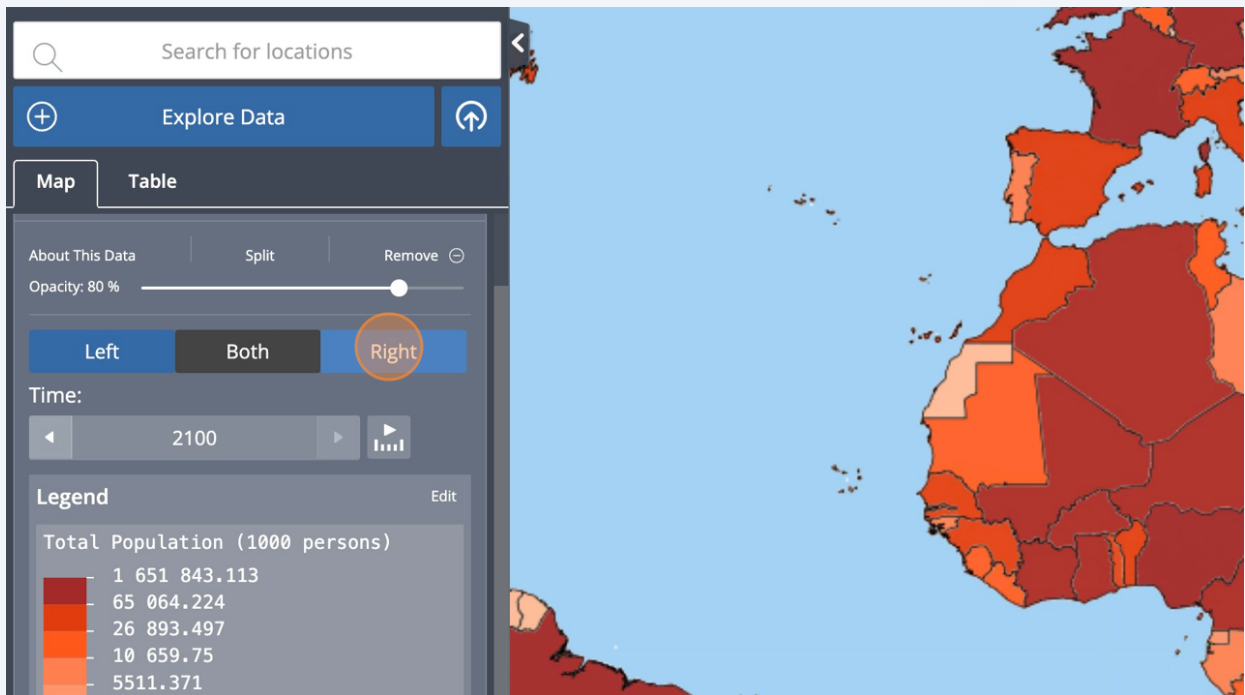 Search for locations
Explore Data
Map Table
About This Data Split Remove
Opacity: 80 %
Left Both Right
Time:
2100
Legend Edit
Total Population (1000 persons)
1 651 843.113
65 064.224
26 893.497
10 659.75
5511.371